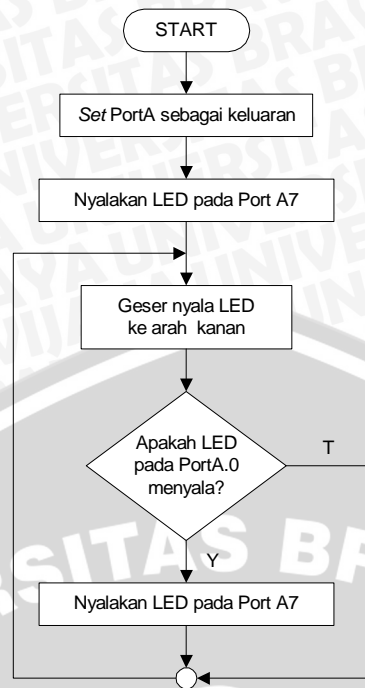 START
Set PortA sebagai keluaran
Nyalakan LED pada Port A7
Geser nyala LED
ke arah kanan
Apakah LED
pada PortA.0
menyala?
T
Y
Nyalakan LED pada Port A7